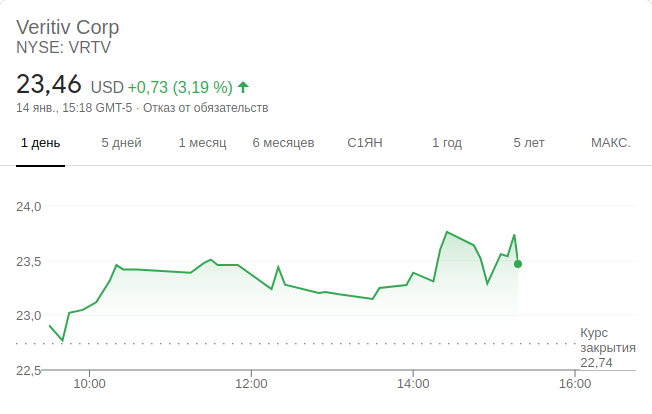 Veritiv Corp
NYSE: VRTV
23,46 USD +0,73 (3,19 %)
14 янв., 15:18 GMT-5 · Отказ от обязательств
1 день 5 дней 1 месяц 6 месяцев С1ЯН 1 год 5 лет МАКС.
24,0
23,5
23,0
Курс
закрытия
22,74
22,5
10:00 12:00 14:00 16:00